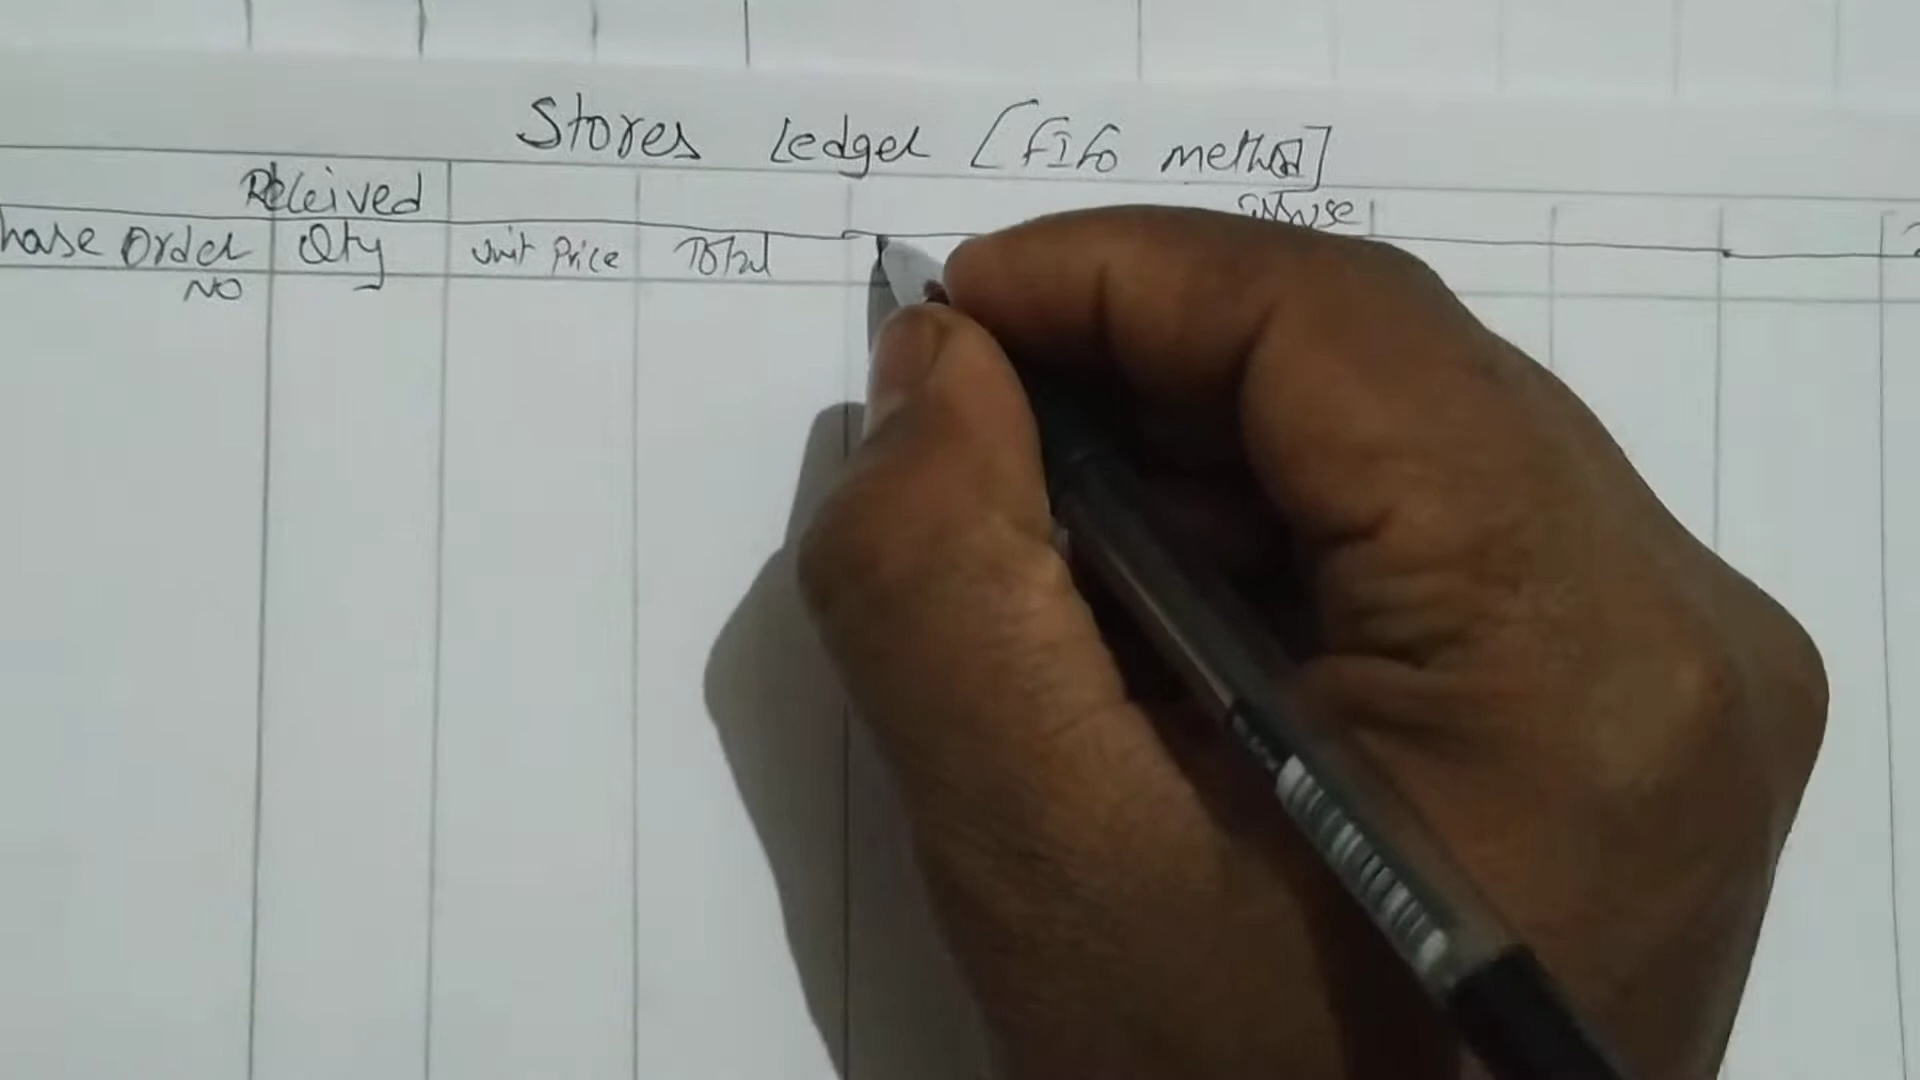 Stores Ledger [FIFO method]
Received
hase Order Qty Unit Price Total
NO